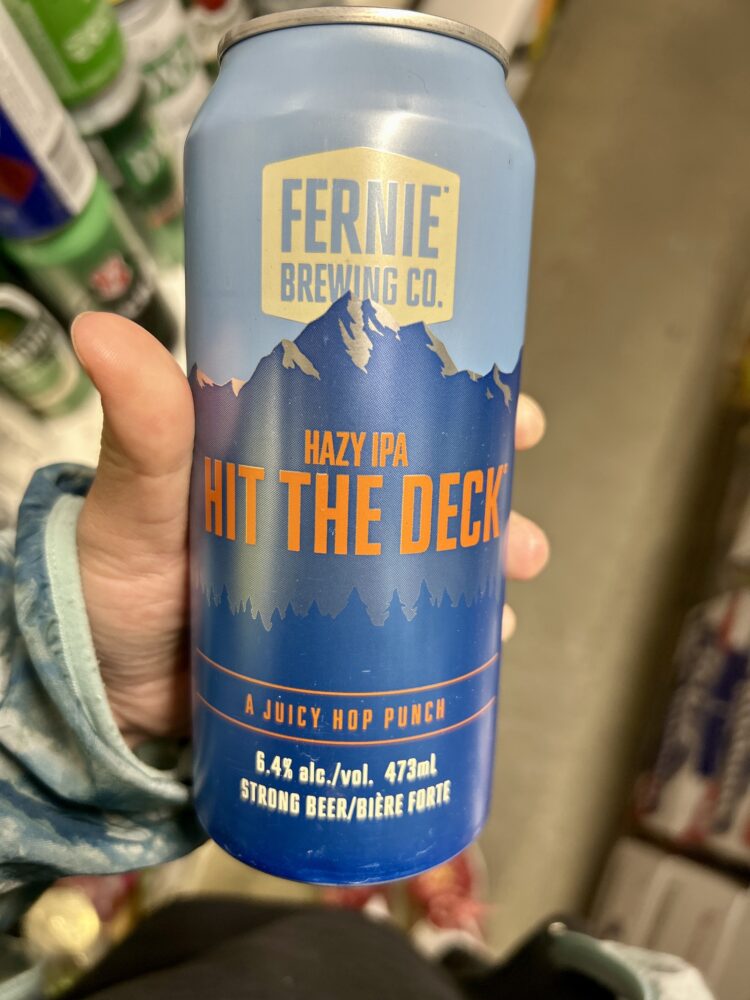 FERNIE™
BREWING CO.
HAZY IPA
HIT THE DECK
A JUICY HOP PUNCH
6.4% alc./vol. 473mL
STRONG BEER/BIÈRE FORTE